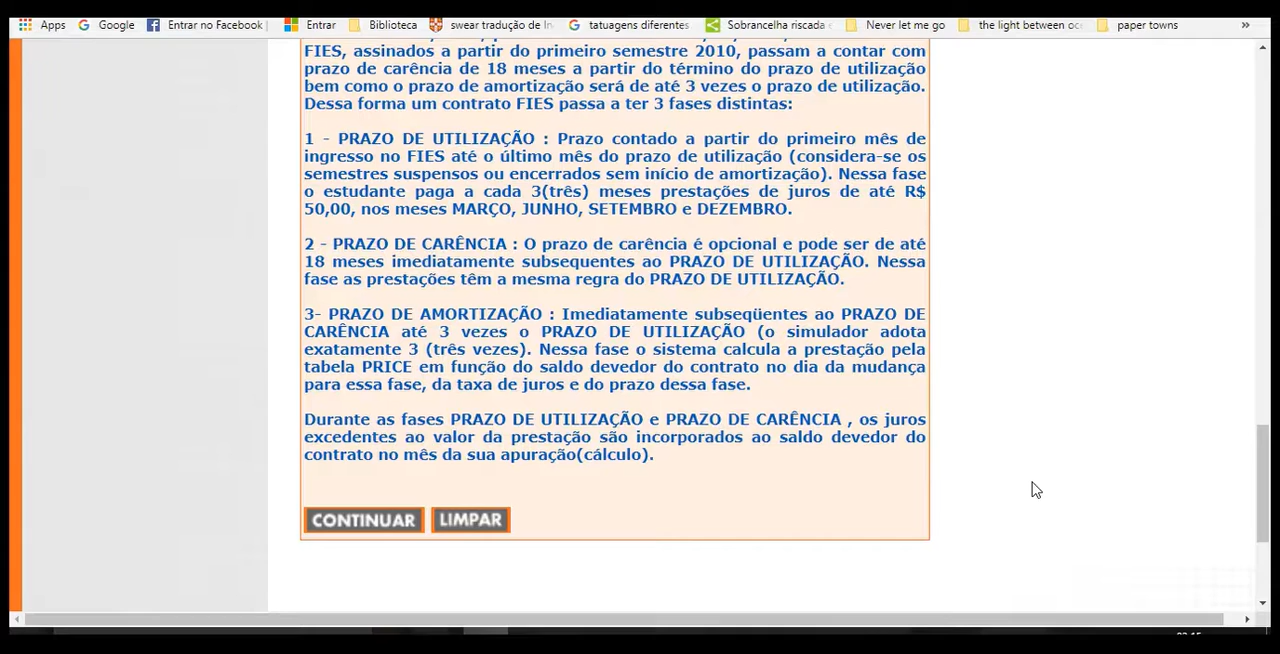 Apps Google Entrar no Facebook Entrar Biblioteca swear tradução de In tatuagens diferentes. Sobrancelha riscada Never let me go the light between oce paper towns »
FIES, assinados a partir do primeiro semestre 2010, passam a contar com
prazo de carência de 18 meses a partir do término do prazo de utilização
bem como o prazo de amortização será de até 3 vezes o prazo de utilização.
Dessa forma um contrato FIES passa a ter 3 fases distintas:
1 - PRAZO DE UTILIZAÇÃO : Prazo contado a partir do primeiro mês de
ingresso no FIES até o último mês do prazo de utilização (considera-se os
semestres suspensos ou encerrados sem início de amortização). Nessa fase
o estudante paga a cada 3(três) meses prestações de juros de até R$
50,00, nos meses MARÇO, JUNHO, SETEMBRO e DEZEMBRO.
2 - PRAZO DE CARÊNCIA : O prazo de carência é opcional e pode ser de até
18 meses imediatamente subsequentes ao PRAZO DE UTILIZAÇÃO. Nessa
fase as prestações têm a mesma regra do PRAZO DE UTILIZAÇÃO.
3- PRAZO DE AMORTIZAÇÃO : Imediatamente subseqüentes ao PRAZO DE
CARÊNCIA até 3 vezes o PRAZO DE UTILIZAÇÃO (o simulador adota
exatamente 3 (três vezes). Nessa fase o sistema calcula a prestação pela
tabela PRICE em função do saldo devedor do contrato no dia da mudança
para essa fase, da taxa de juros e do prazo dessa fase.
Durante as fases PRAZO DE UTILIZAÇÃO e PRAZO DE CARÊNCIA , os juros
excedentes ao valor da prestação são incorporados ao saldo devedor do
contrato no mês da sua apuração(cálculo).
CONTINUAR LIMPAR